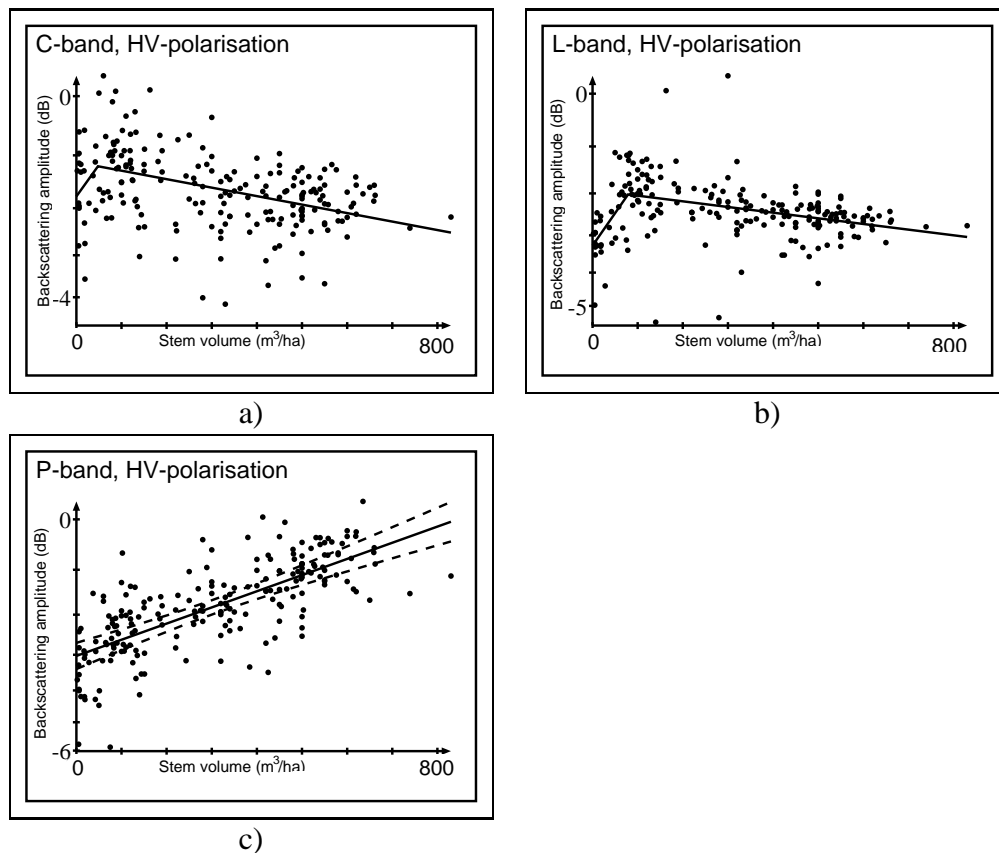 C-band, HV-polarisation
Backscattering amplitude (dB)
0
-4
0
Stem volume (m³/ha)
800
a)
L-band, HV-polarisation
Backscattering amplitude (dB)
0
-5
0
Stem volume (m³/ha)
800
b)
P-band, HV-polarisation
Backscattering amplitude (dB)
0
-6
0
Stem volume (m³/ha)
800
c)